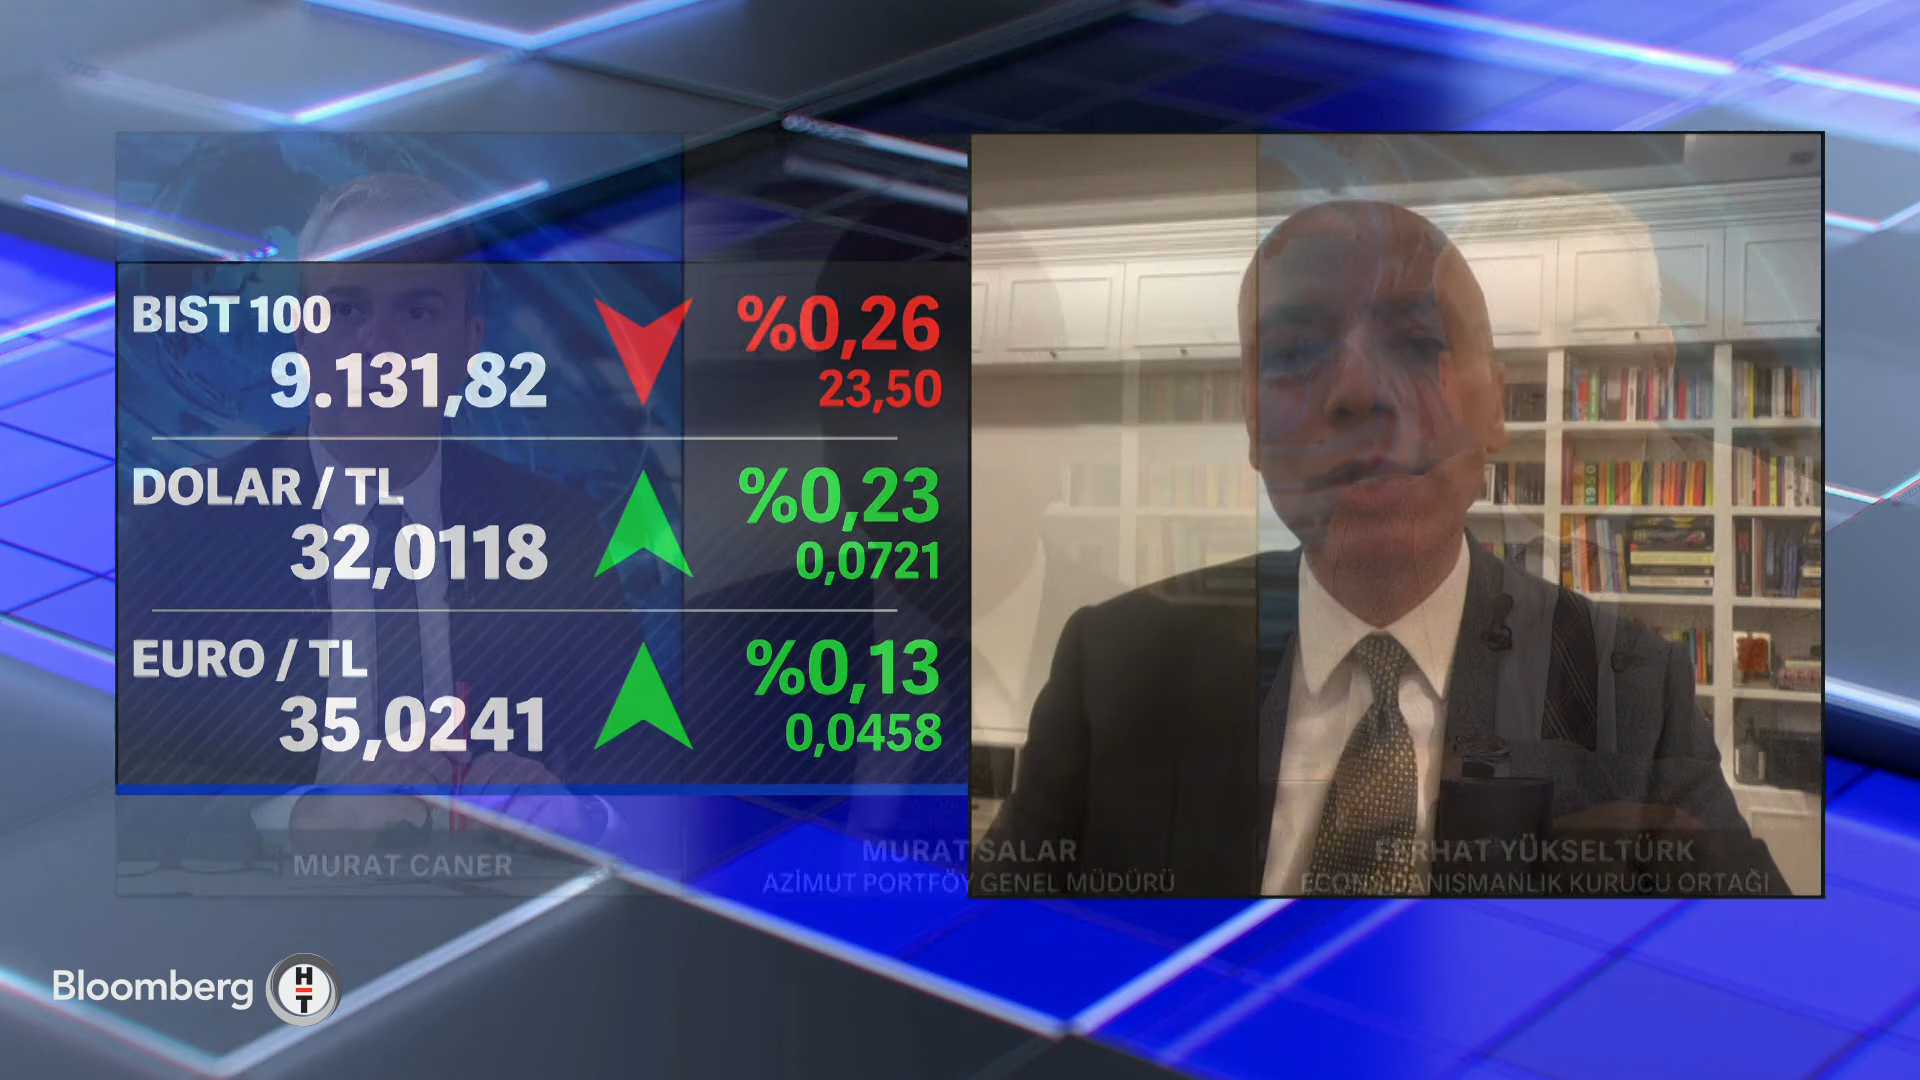 BIST 100
9.131,82
%0,26
23,50
DOLAR / TL
32,0118
%0,23
0,0721
EURO / TL
35,0241
%0,13
0,0458
MURAT CANER
MURAT SALAR
AZİMUT PORTFÖY GENEL MÜDÜRÜ
FERHAT YÜKSELTÜRK
DANIŞMANLIK KURUCU ORTAĞI
Bloomberg HT